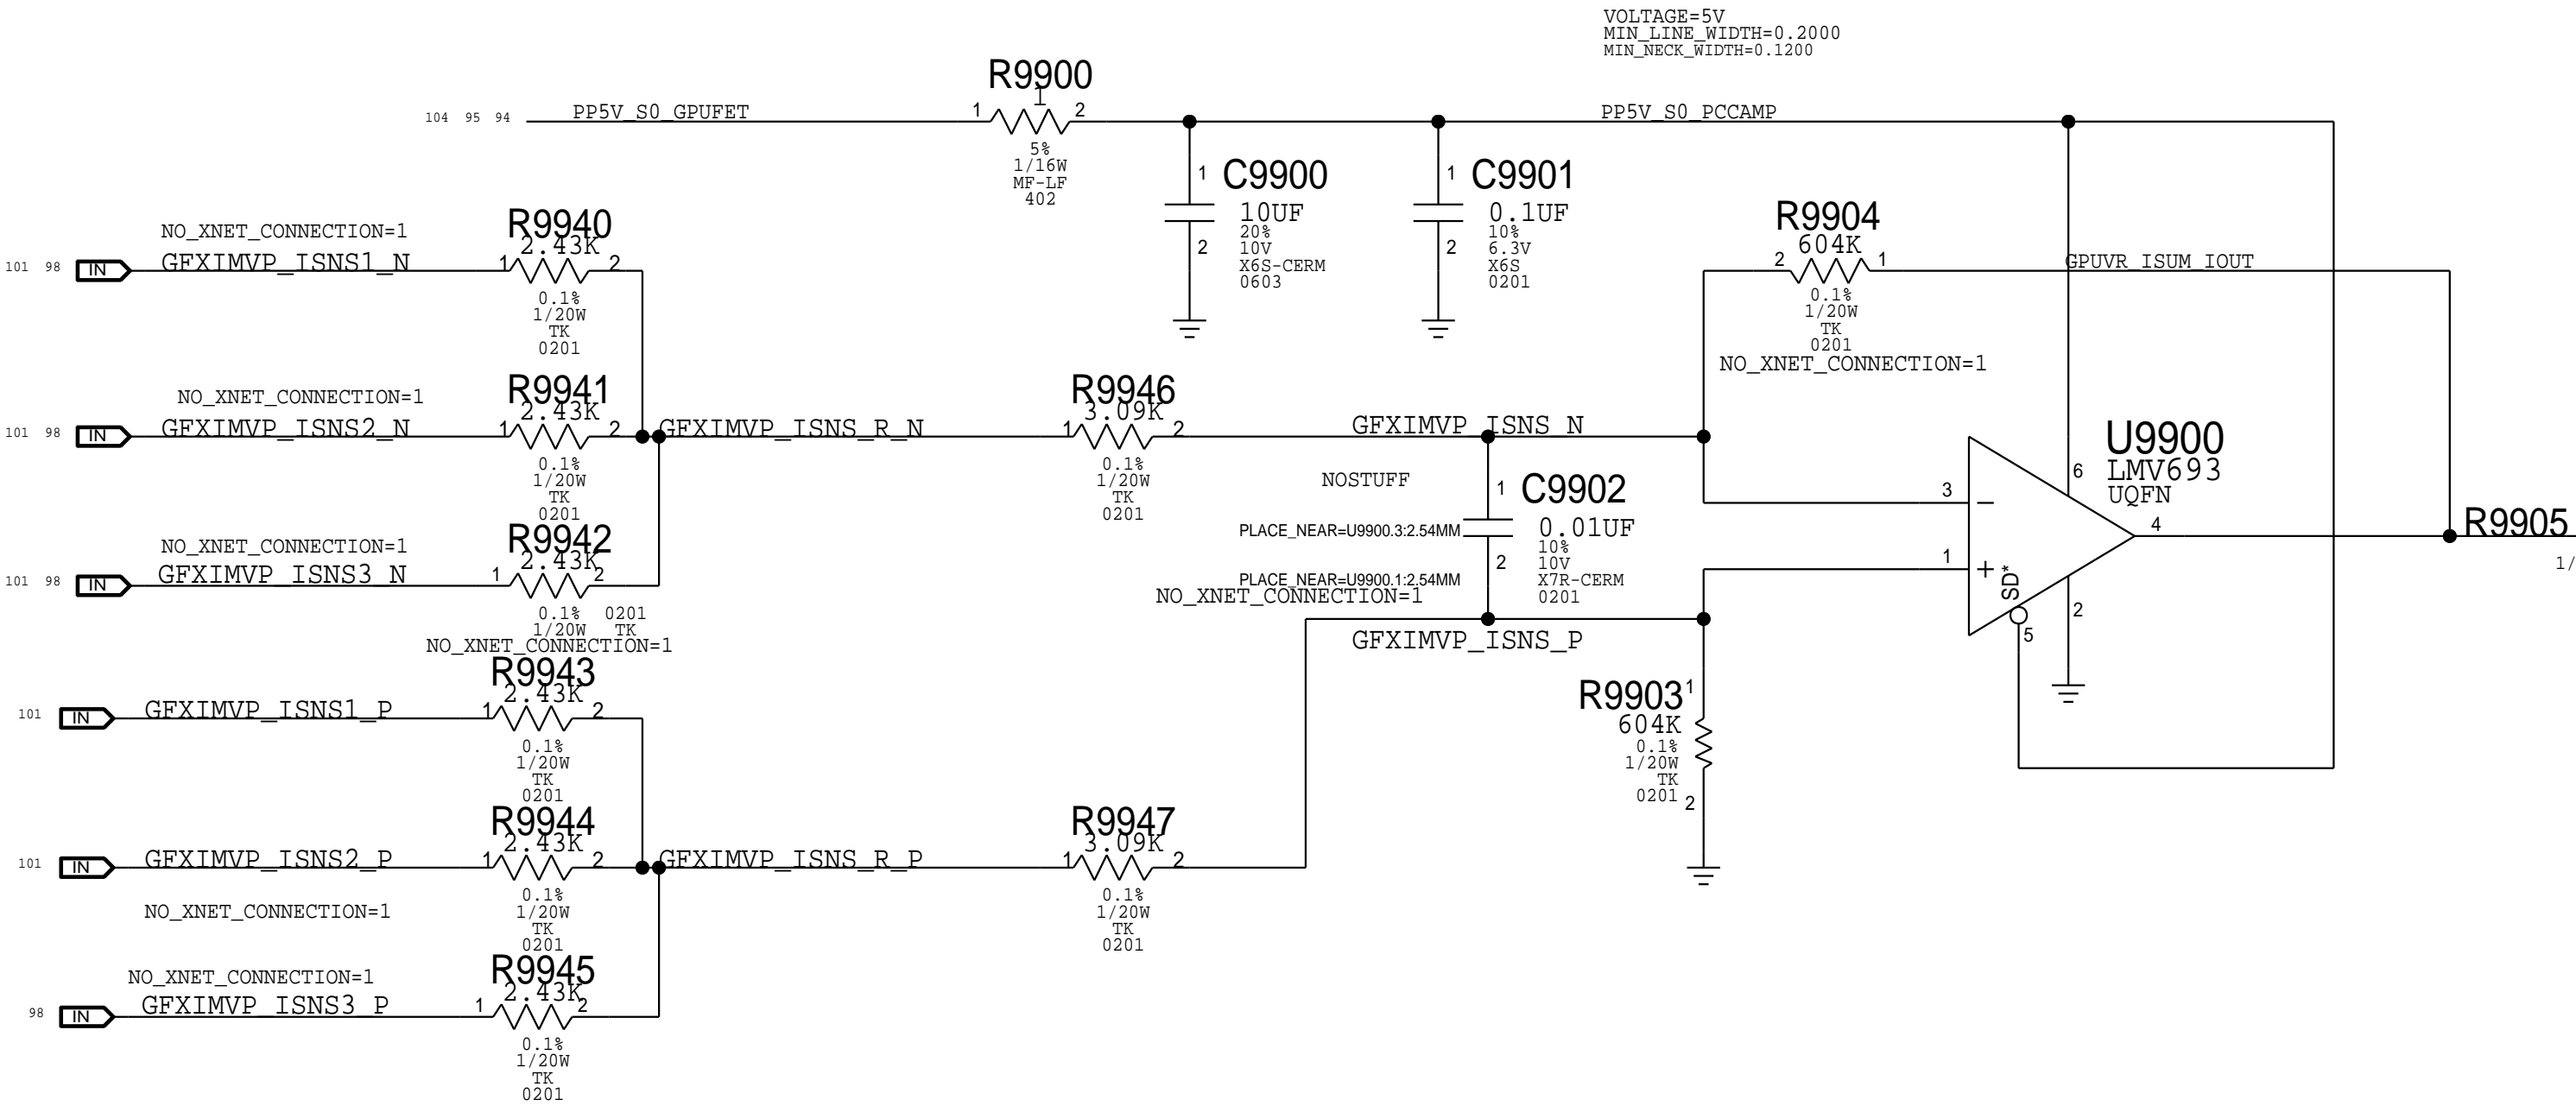 VOLTAGE=5V
MIN_LINE_WIDTH=0.2000
MIN_NECK_WIDTH=0.1200
R9900
1
104 95 94 PP5V_S0_GPUFET 1 2 PP5V_S0_PCCAMP
5%
1/16W
MF-LF
402
1 C9900
10UF
20%
2 10V
X6S-CERM
0603
1 C9901
0.1UF
10%
2 6.3V
X6S
0201
R9904
604K
2 1 GPUVR_ISUM_IOUT
0.1%
1/20W
TK
0201
NO_XNET_CONNECTION=1
NO_XNET_CONNECTION=1 R9940
2.43K
101 98 IN GFXIMVP_ISNS1_N 1 2
0.1%
1/20W
TK
0201
NO_XNET_CONNECTION=1 R9941
2.43K
101 98 IN GFXIMVP_ISNS2_N 1 2 GFXIMVP_ISNS_R_N
0.1%
1/20W
TK
0201
R9946
3.09K
1 2 GFXIMVP_ISNS_N
0.1%
1/20W
TK
0201
NO_XNET_CONNECTION=1 R9942
2.43K
101 98 IN GFXIMVP_ISNS3_N 1 2
0.1% 0201
1/20W TK
NO_XNET_CONNECTION=1
NOSTUFF
1 C9902
PLACE_NEAR=U9900.3:2.54MM 0.01UF
10%
10V
2 X7R-CERM
PLACE_NEAR=U9900.1:2.54MM 0201
NO_XNET_CONNECTION=1
GFXIMVP_ISNS_P
U9900
LMV693
UQFN
6
3 −
4
1 +
SD*
5
2
R9905
1/
R9943
2.43K
101 IN GFXIMVP_ISNS1_P 1 2
0.1%
1/20W
TK
0201
R9903 1
604K
0.1%
1/20W
TK
0201 2
R9944
2.43K
101 IN GFXIMVP_ISNS2_P 1 2 GFXIMVP_ISNS_R_P
0.1%
1/20W
TK
0201
NO_XNET_CONNECTION=1
R9947
3.09K
1 2
0.1%
1/20W
TK
0201
NO_XNET_CONNECTION=1 R9945
2.43K
98 IN GFXIMVP_ISNS3_P 1 2
0.1%
1/20W
TK
0201